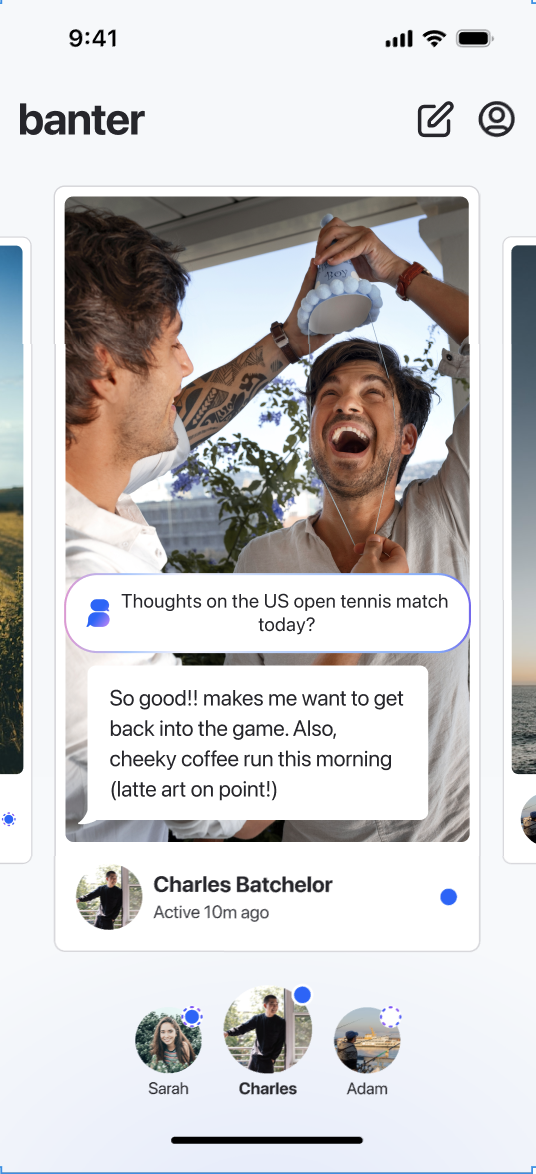 9:41
banter
BOY
Thoughts on the US open tennis match
today?
So good!! makes me want to get
back into the game. Also,
cheeky coffee run this morning
(latte art on point!)
Charles Batchelor
Active 10m ago
Sarah
Charles
Adam